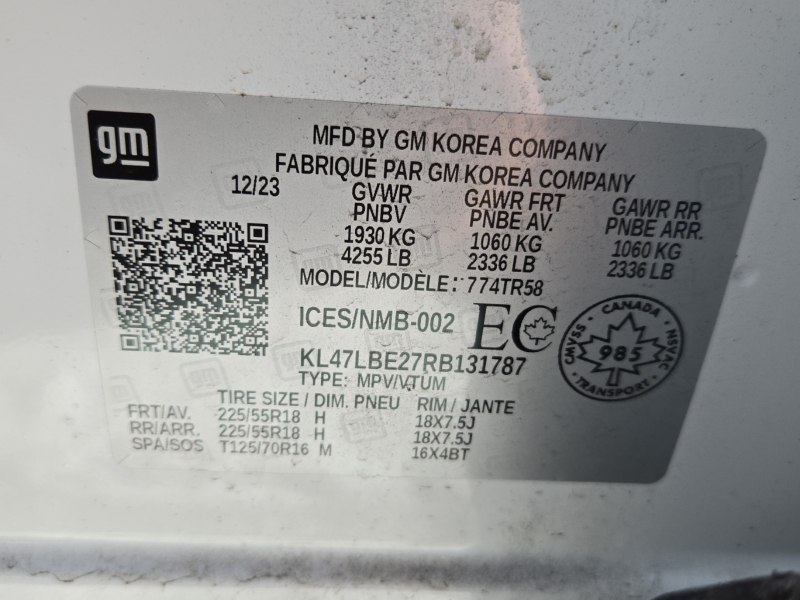 gm
MFD BY GM KOREA COMPANY
FABRIQUÉ PAR GM KOREA COMPANY
12/23 GVWR GAWR FRT GAWR RR
PNBV PNBE AV. PNBE ARR.
1930 KG 1060 KG 1060 KG
4255 LB 2336 LB 2336 LB
MODEL/MODÈLE: 774TR58
ICES/NMB-002 EC
CANADA
CMVSS 985 NSVAC
TRANSPORT
KL47LBE27RB131787
TYPE: MPV/VTUM
TIRE SIZE / DIM. PNEU RIM / JANTE
FRT/AV. 225/55R18 H 18X7.5J
RR/ARR. 225/55R18 H 18X7.5J
SPA/SOS T125/70R16 M 16X4BT